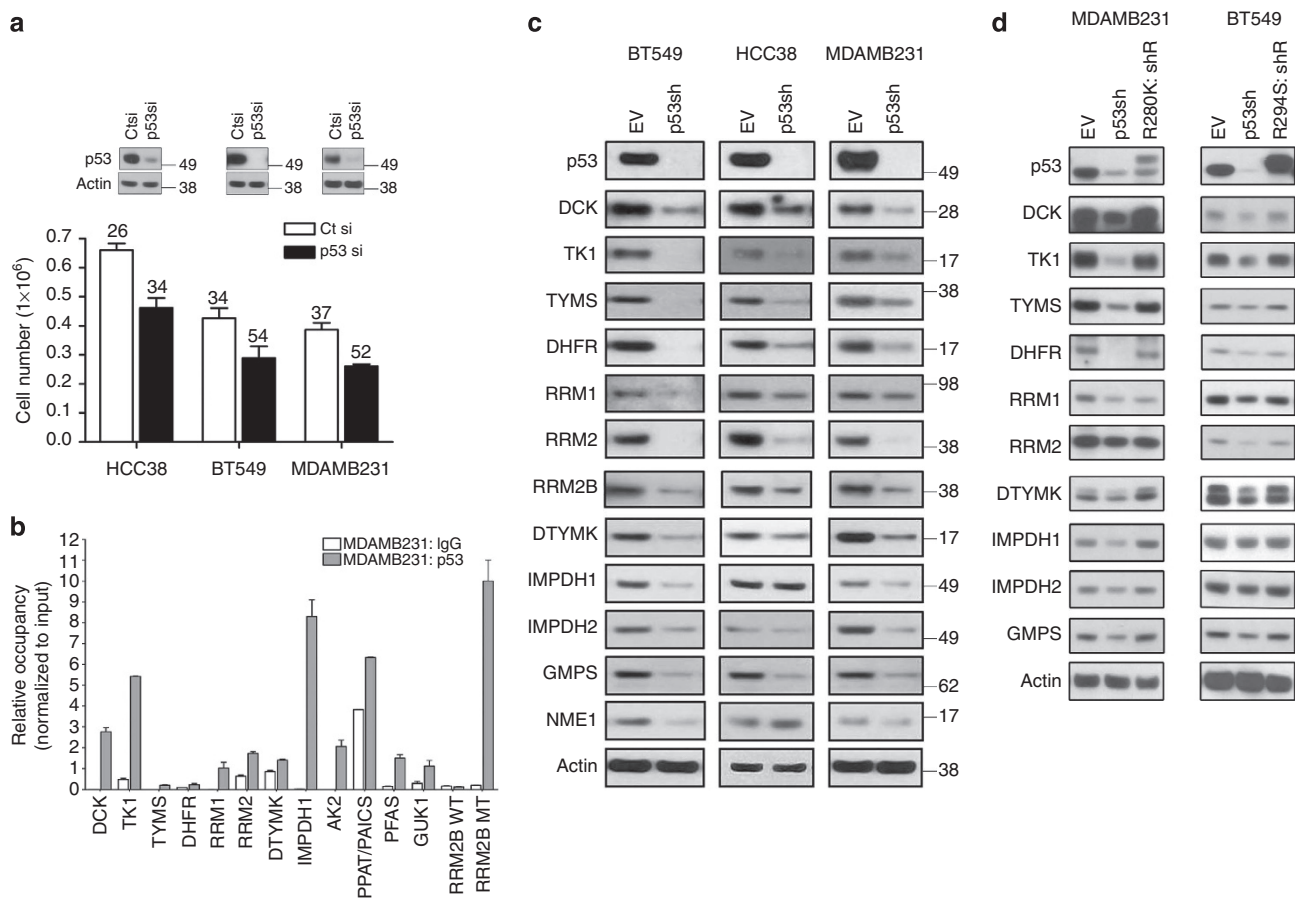 a
Ctsi
p53si
Ctsi
p53si
Ctsi
p53si
p53
49
49
49
Actin
38
38
38
Cell number (1×10⁶)
0.7
0.6
0.5
0.4
0.3
0.2
0.1
0.0
Ct si
p53 si
26
34
34
54
37
52
HCC38
BT549
MDAMB231
b
Relative occupancy
(normalized to input)
12
11
10
9
8
7
6
5
4
3
2
1
0
MDAMB231: IgG
MDAMB231: p53
DCK
TK1
TYMS
DHFR
RRM1
RRM2
DTYMK
IMPDH1
AK2
PPAT/PAICS
PFAS
GUK1
RRM2B WT
RRM2B MT
c
BT549
HCC38
MDAMB231
EV
p53sh
EV
p53sh
EV
p53sh
p53
49
DCK
28
TK1
17
TYMS
38
DHFR
17
RRM1
98
RRM2
38
RRM2B
38
DTYMK
17
IMPDH1
49
IMPDH2
49
GMPS
62
NME1
17
Actin
38
d
MDAMB231
BT549
EV
p53sh
R280K: shR
EV
p53sh
R294S: shR
p53
DCK
TK1
TYMS
DHFR
RRM1
RRM2
DTYMK
IMPDH1
IMPDH2
GMPS
Actin